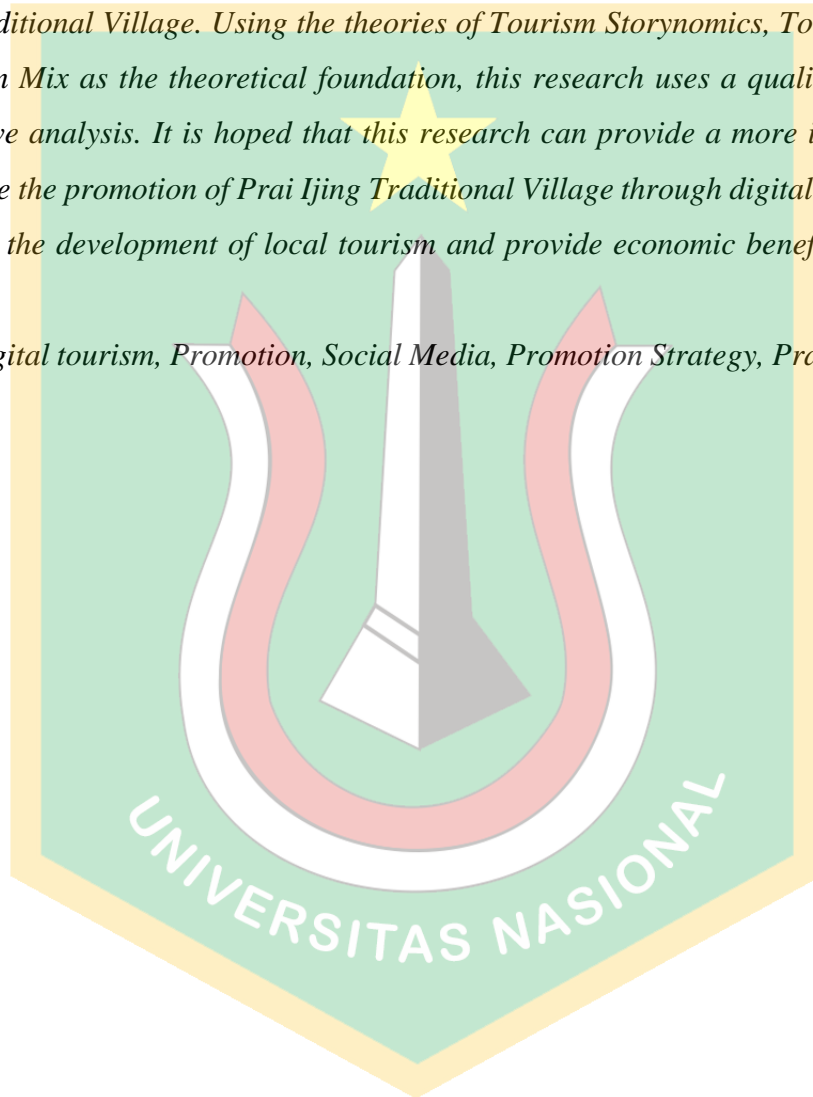 ditional Village. Using the theories of Tourism Storynomics, To
n Mix as the theoretical foundation, this research uses a quali
ve analysis. It is hoped that this research can provide a more i
e the promotion of Prai Ijing Traditional Village through digital
the development of local tourism and provide economic benef
gital tourism, Promotion, Social Media, Promotion Strategy, Pra
UNIVERSITAS NASIONAL